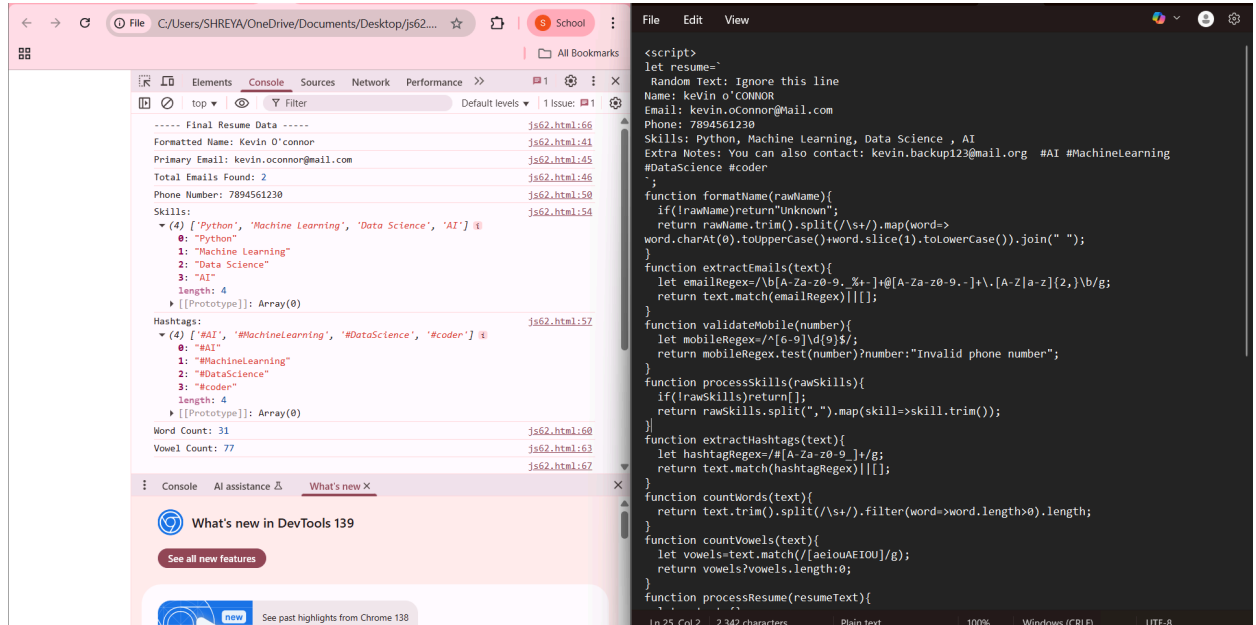 File C:/Users/SHREYA/OneDrive/Documents/Desktop/js62.... S School
All Bookmarks
Elements Console Sources Network Performance 1
top Filter Default levels 1 Issue: 1
----- Final Resume Data ----- js62.html:66
Formatted Name: Kevin O'connor js62.html:41
Primary Email: kevin.oconnor@mail.com js62.html:45
Total Emails Found: 2 js62.html:46
Phone Number: 7894561230 js62.html:50
Skills: js62.html:54
(4) ['Python', 'Machine Learning', 'Data Science', 'AI'] i
0: "Python"
1: "Machine Learning"
2: "Data Science"
3: "AI"
length: 4
[[Prototype]]: Array(0)
Hashtags: js62.html:57
(4) ['#AI', '#MachineLearning', '#DataScience', '#coder'] i
0: "#AI"
1: "#MachineLearning"
2: "#DataScience"
3: "#coder"
length: 4
[[Prototype]]: Array(0)
Word Count: 31 js62.html:60
Vowel Count: 77 js62.html:63
js62.html:67
Console AI assistance What's new
What's new in DevTools 139
See all new features
new See past highlights from Chrome 138
File Edit View
<script>
let resume=`
Random Text: Ignore this line
Name: keVin o'CONNOR
Email: kevin.oConnor@Mail.com
Phone: 7894561230
Skills: Python, Machine Learning, Data Science , AI
Extra Notes: You can also contact: kevin.backup123@mail.org  #AI #MachineLearning
#DataScience #coder
`;
function formatName(rawName){
  if(!rawName)return"Unknown";
  return rawName.trim().split(/\s+/).map(word=>
word.charAt(0).toUpperCase()+word.slice(1).toLowerCase()).join(" ");
}
function extractEmails(text){
  let emailRegex=/\b[A-Za-z0-9._%+-]+@[A-Za-z0-9.-]+\.[A-Z|a-z]{2,}\b/g;
  return text.match(emailRegex)||[];
}
function validateMobile(number){
  let mobileRegex=/^[6-9]\d{9}$/;
  return mobileRegex.test(number)?number:"Invalid phone number";
}
function processSkills(rawSkills){
  if(!rawSkills)return[];
  return rawSkills.split(",").map(skill=>skill.trim());
}
function extractHashtags(text){
  let hashtagRegex=/#[A-Za-z0-9_]+/g;
  return text.match(hashtagRegex)||[];
}
function countWords(text){
  return text.trim().split(/\s+/).filter(word=>word.length>0).length;
}
function countVowels(text){
  let vowels=text.match(/[aeiouAEIOU]/g);
  return vowels?vowels.length:0;
}
function processResume(resumeText){
Ln 25, Col 2 2,342 characters Plain text 100% Windows (CRLF) UTF-8